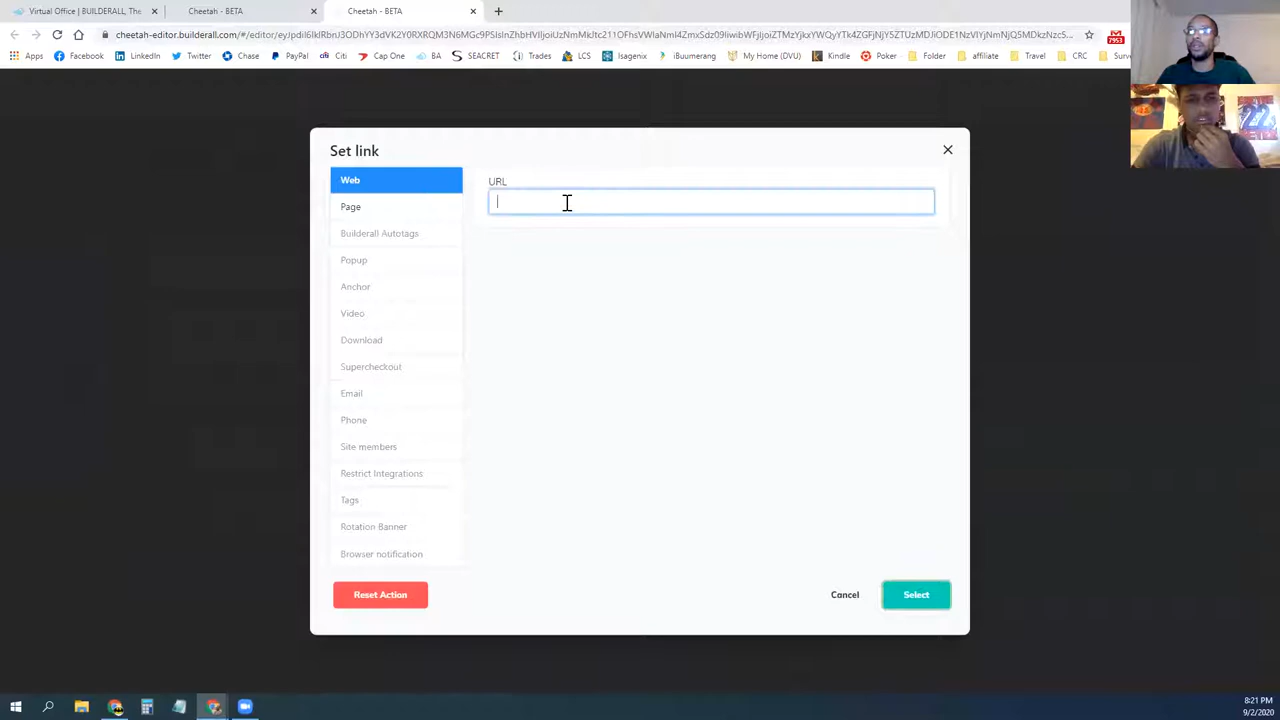 Virtual Office | BUILDERALL, The
Cheetah - BETA
Cheetah - BETA
Apps
Facebook
LinkedIn
PayPal
Cap One
Citi
Twitter
Chase
BA
SEACRET
Trades
LCS
Isagenix
iBuumerang
My Home (DVU)
Kindle
Poker
Folder
affiliate
Travel
CRC
Surve
7953
Set link
Web
Page
Builderall Autotags
Popup
Anchor
Video
Download
Supercheckout
Email
Phone
Site members
Restrict Integrations
Tags
Rotation Banner
Browser notification
URL
Reset Action
Cancel
Select
22
8:21 PM
9/2/2020